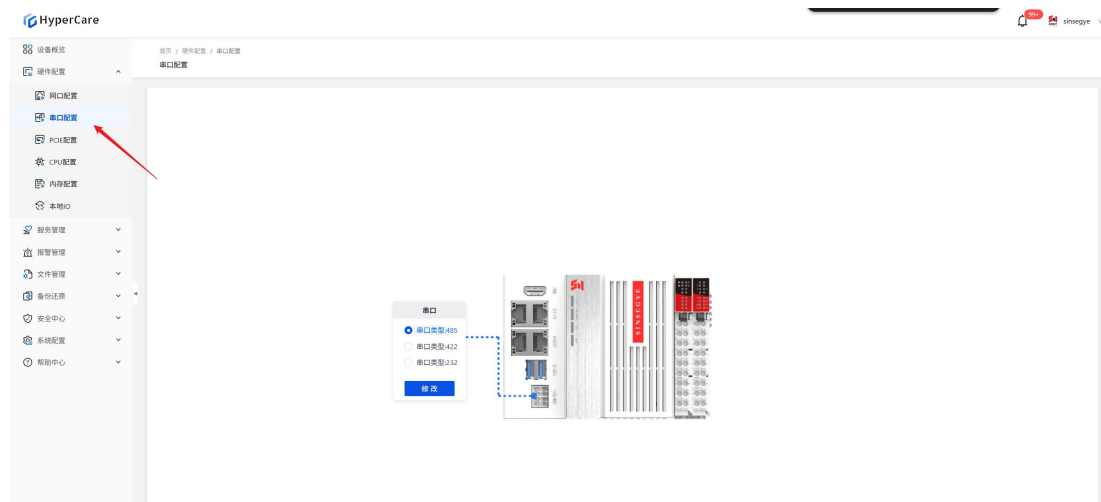 HyperCare
99+
sinsegye
设备概览
首页 / 硬件配置 / 串口配置
串口配置
硬件配置
网口配置
串口配置
PCIE配置
CPU配置
内存配置
本地IO
服务管理
报警管理
文件管理
备份还原
安全中心
系统配置
帮助中心
串口
串口类型:485
串口类型:422
串口类型:232
修 改
SINSEGYE